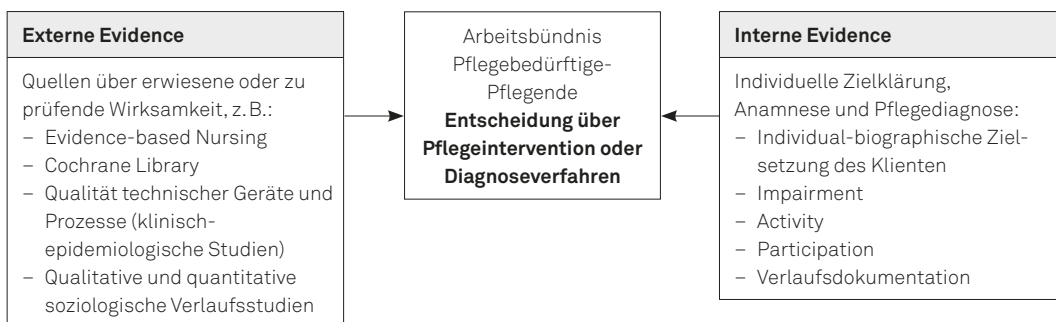 Externe Evidence
Quellen über erwiesene oder zu
prüfende Wirksamkeit, z. B.:
– Evidence-based Nursing
– Cochrane Library
– Qualität technischer Geräte und
Prozesse (klinisch-
epidemiologische Studien)
– Qualitative und quantitative
soziologische Verlaufsstudien
Arbeitsbündnis
Pflegebedürftige-
Pflegende
Entscheidung über
Pflegeintervention oder
Diagnoseverfahren
Interne Evidence
Individuelle Zielklärung,
Anamnese und Pflegediagnose:
– Individual-biographische Ziel-
setzung des Klienten
– Impairment
– Activity
– Participation
– Verlaufsdokumentation